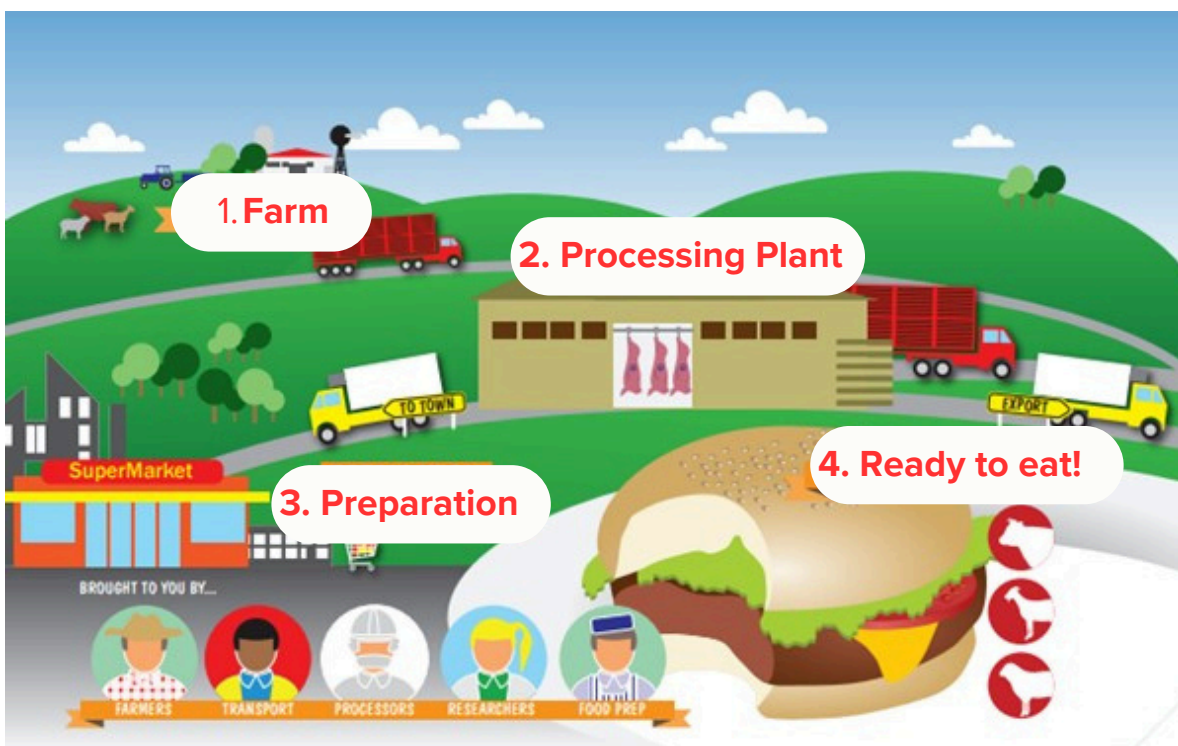 1. Farm
2. Processing Plant
TO TOWN
EXPORT
4. Ready to eat!
SuperMarket
3. Preparation
BROUGHT TO YOU BY...
FARMERS TRANSPORT PROCESSORS RESEARCHERS FOOD PREP